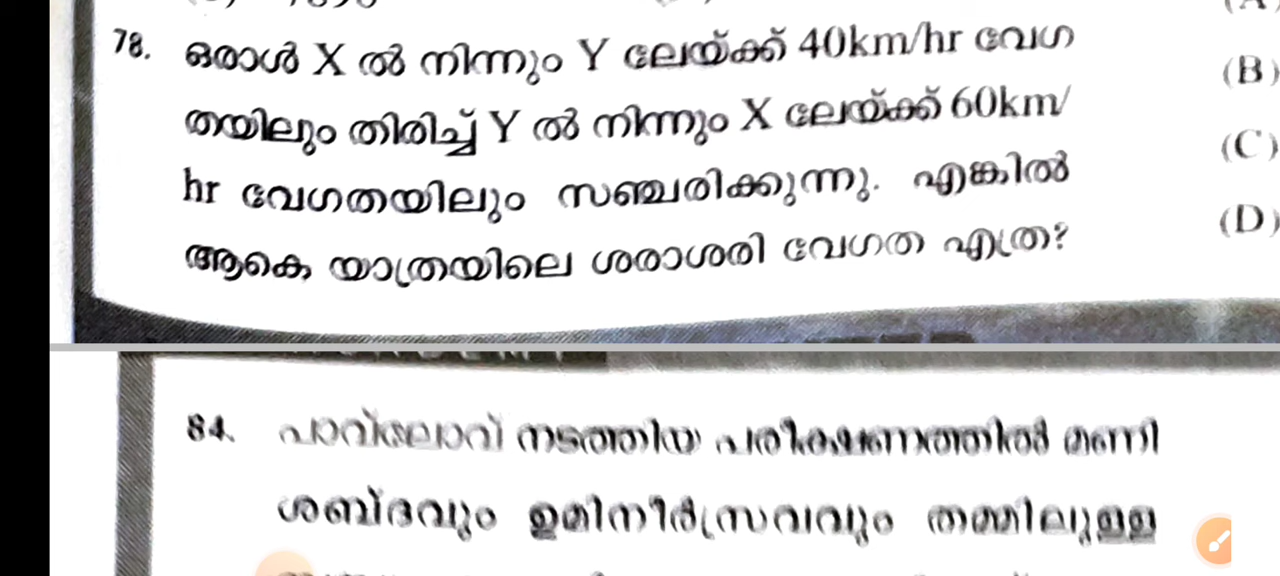 78. ഒരാൾ X ൽ നിന്നും Y ലേയ്ക്ക് 40km/hr വേഗ
തയിലും തിരിച്ച് Y ൽ നിന്നും X ലേയ്ക്ക് 60km/
hr വേഗതയിലും സഞ്ചരിക്കുന്നു. എങ്കിൽ
ആകെ യാത്രയിലെ ശരാശരി വേഗത എത്ര?
(B)
(C)
(D)
84. പാവ്ലോവ് നടത്തിയ പരീക്ഷണത്തിൽ മണി
ശബ്ദവും ഉമിനീർസ്രവവും തമ്മിലുള്ള